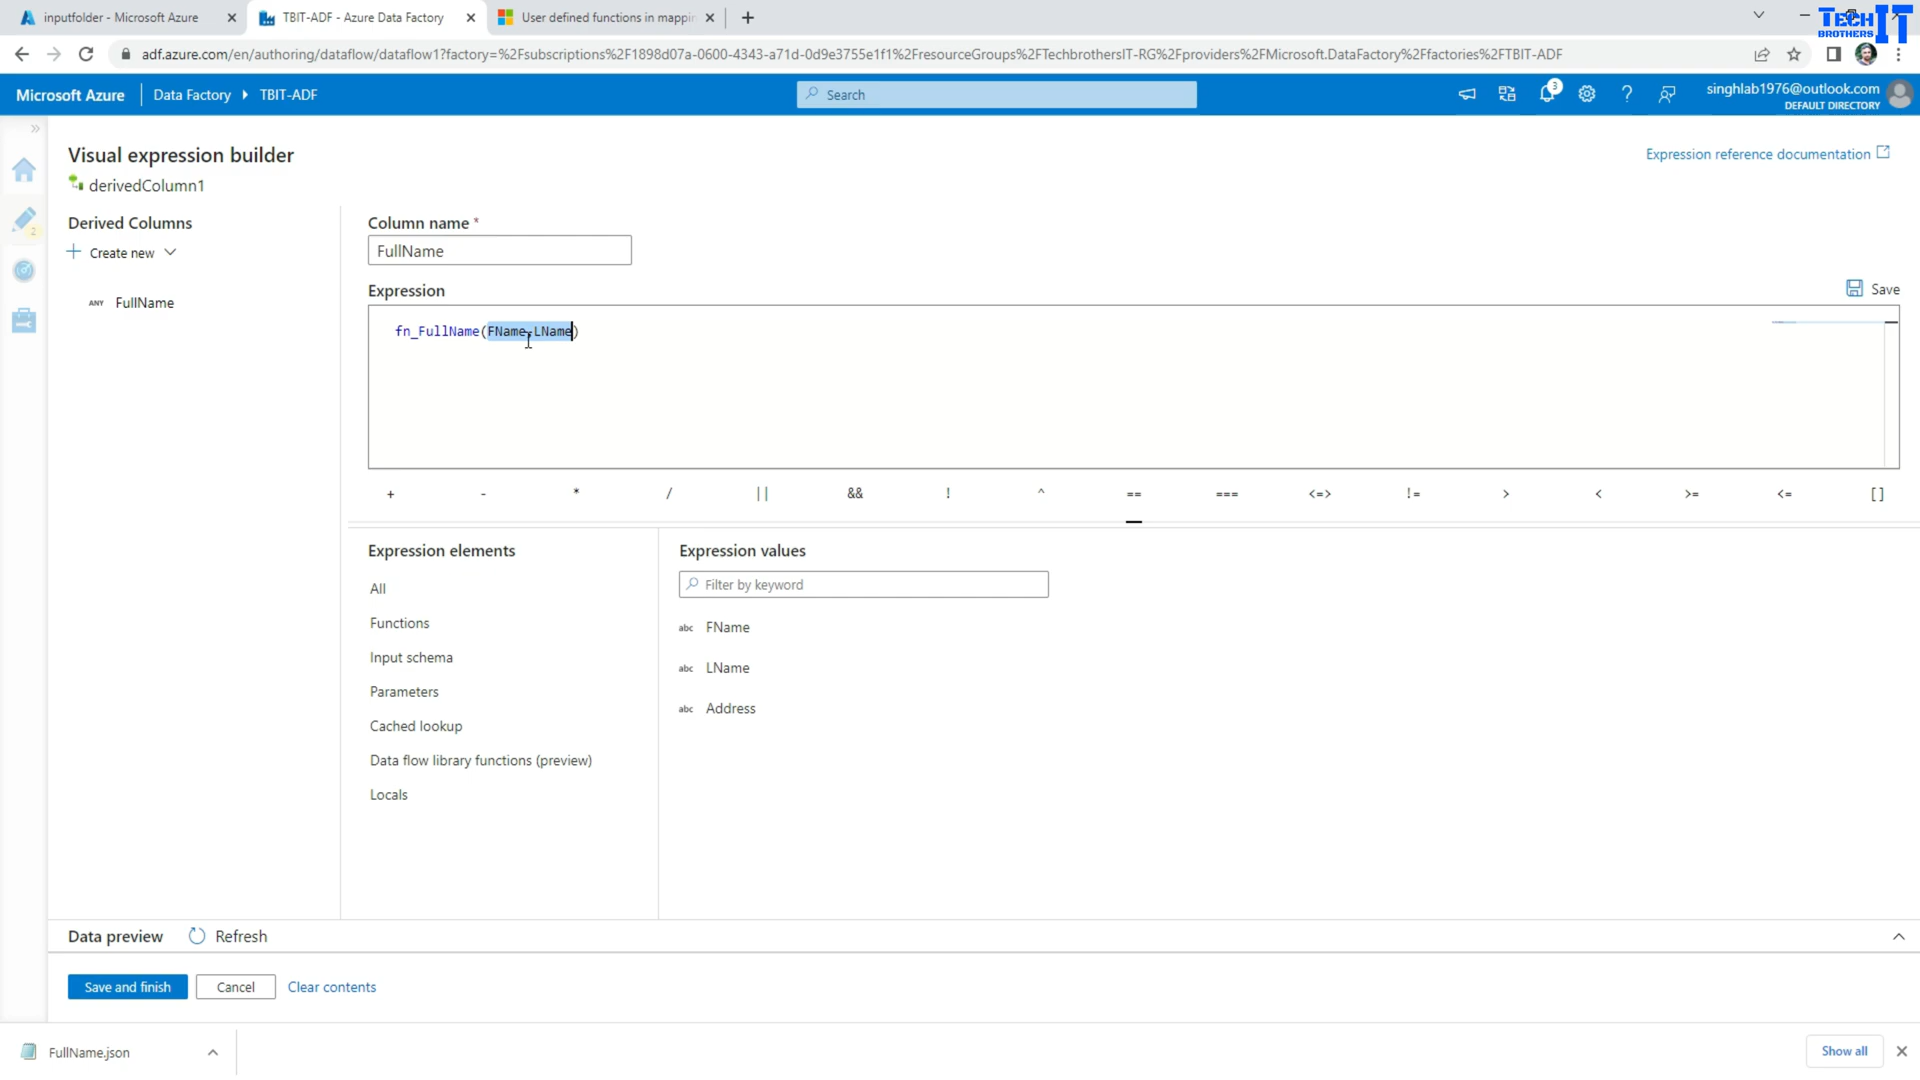 inputfolder - Microsoft Azure
TBIT-ADF - Azure Data Factory
User defined functions in mappin
adf.azure.com/en/authoring/dataflow/dataflow1?factory=%2Fsubscriptions%2F1898d07a-0600-4343-a71d-0d9e3755e1f1%2FresourceGroups%2FTechbrothersIT-RG%2Fproviders%2FMicrosoft.DataFactory%2Ffactories%2FTBIT-ADF
TECH
BROTHERS
IT
Microsoft Azure
Data Factory
TBIT-ADF
Search
3
singhlab1976@outlook.com
DEFAULT DIRECTORY
2
Visual expression builder
Expression reference documentation
derivedColumn1
Derived Columns
Create new
ANY FullName
Column name *
FullName
Expression
Save
fn_FullName(FName,LName)
+ - * / || && ! ^ == === <=> != > < >= <= []
Expression elements
All
Functions
Input schema
Parameters
Cached lookup
Data flow library functions (preview)
Locals
Expression values
Filter by keyword
abc FName
abc LName
abc Address
Data preview
Refresh
Save and finish
Cancel
Clear contents
FullName.json
Show all